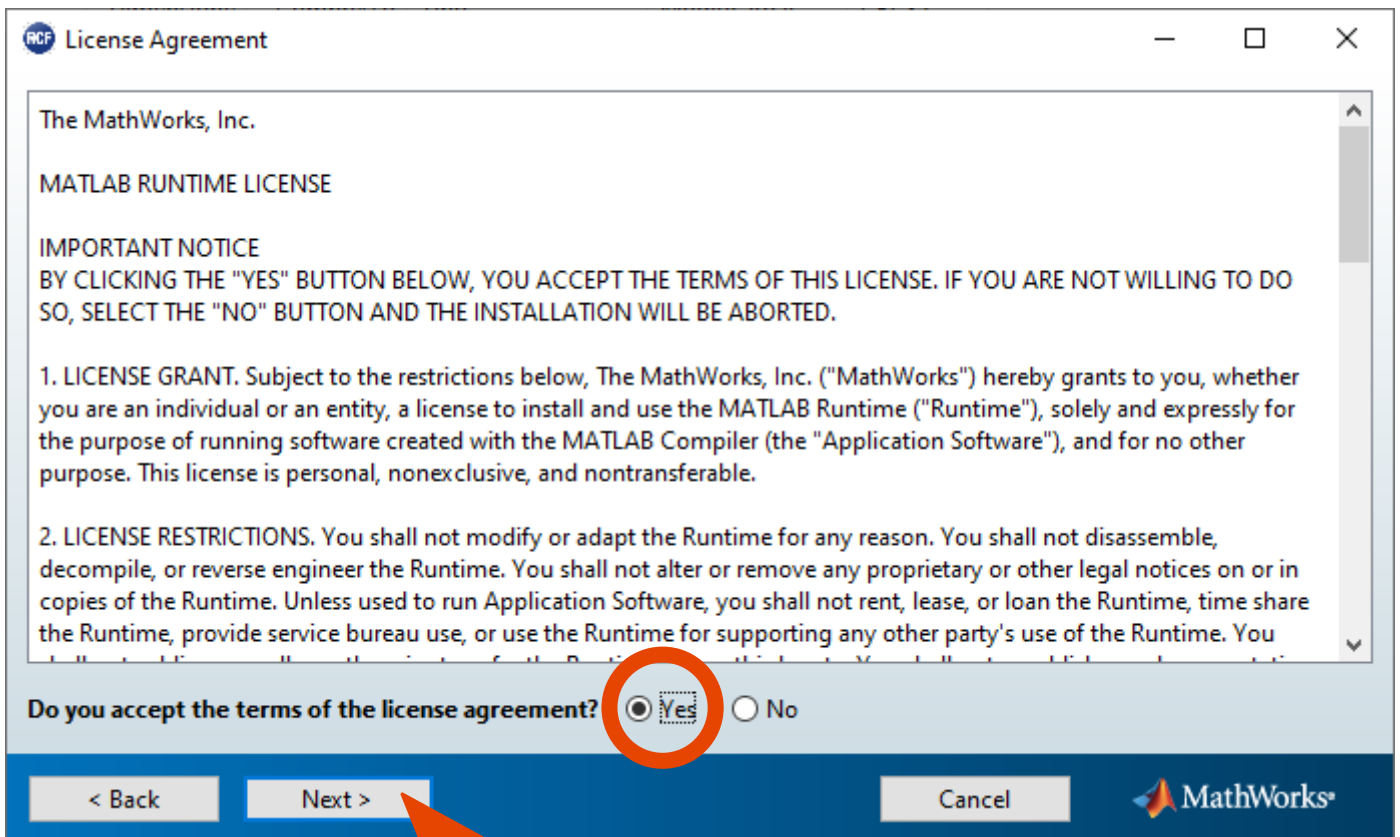 RCF License Agreement
The MathWorks, Inc.
MATLAB RUNTIME LICENSE
IMPORTANT NOTICE
BY CLICKING THE "YES" BUTTON BELOW, YOU ACCEPT THE TERMS OF THIS LICENSE. IF YOU ARE NOT WILLING TO DO
SO, SELECT THE "NO" BUTTON AND THE INSTALLATION WILL BE ABORTED.
1. LICENSE GRANT. Subject to the restrictions below, The MathWorks, Inc. ("MathWorks") hereby grants to you, whether
you are an individual or an entity, a license to install and use the MATLAB Runtime ("Runtime"), solely and expressly for
the purpose of running software created with the MATLAB Compiler (the "Application Software"), and for no other
purpose. This license is personal, nonexclusive, and nontransferable.
2. LICENSE RESTRICTIONS. You shall not modify or adapt the Runtime for any reason. You shall not disassemble,
decompile, or reverse engineer the Runtime. You shall not alter or remove any proprietary or other legal notices on or in
copies of the Runtime. Unless used to run Application Software, you shall not rent, lease, or loan the Runtime, time share
the Runtime, provide service bureau use, or use the Runtime for supporting any other party's use of the Runtime. You
Do you accept the terms of the license agreement? Yes No
< Back Next > Cancel MathWorks®